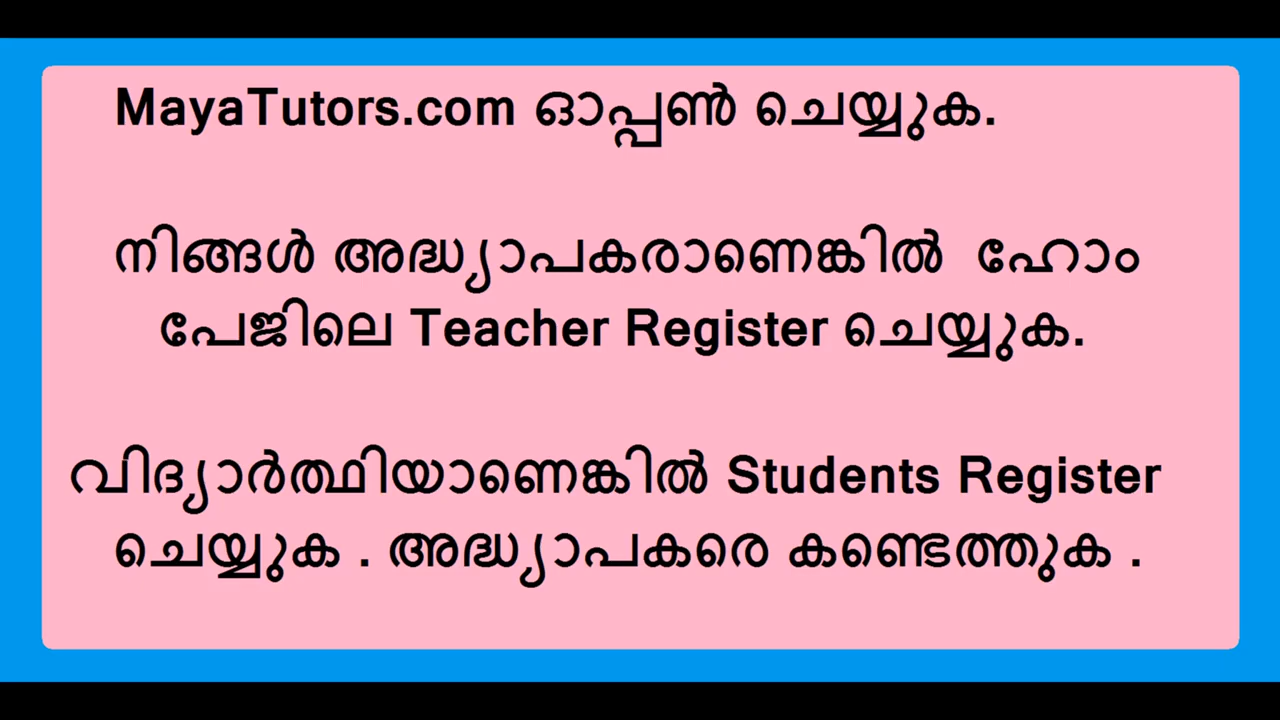 MayaTutors.com ഓപ്പൺ ചെയ്യുക.
നിങ്ങൾ അദ്ധ്യാപകരാണെങ്കിൽ ഹോം
പേജിലെ Teacher Register ചെയ്യുക.
വിദ്യാർത്ഥിയാണെങ്കിൽ Students Register
ചെയ്യുക . അദ്ധ്യാപകരെ കണ്ടെത്തുക .